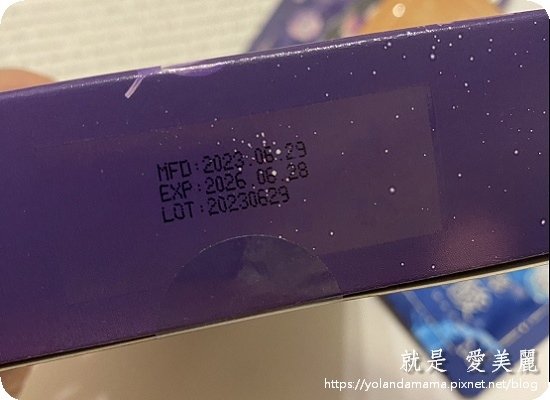 MFD:2023 06.29
EXP:2026 06.28
LOT:20230629
就是 愛美麗
https://yolandamama.pixnet.net/blog